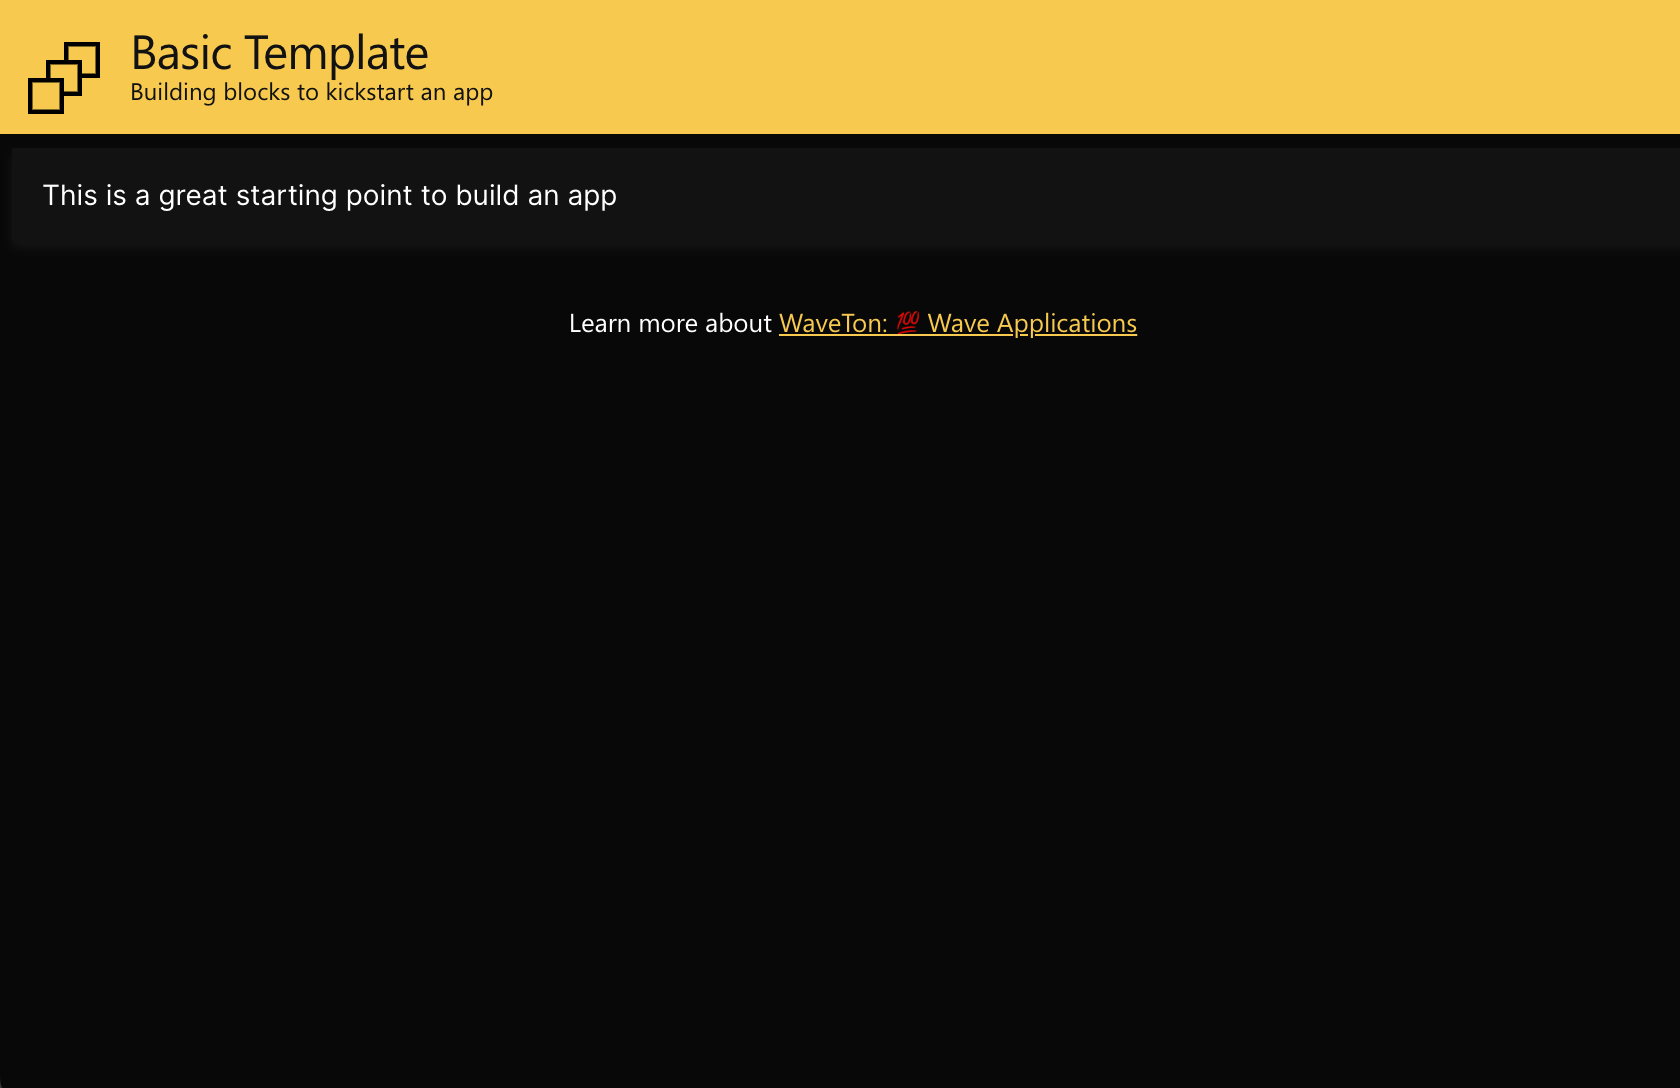 Basic Template
Building blocks to kickstart an app
This is a great starting point to build an app
Learn more about WaveTon: 💯 Wave Applications